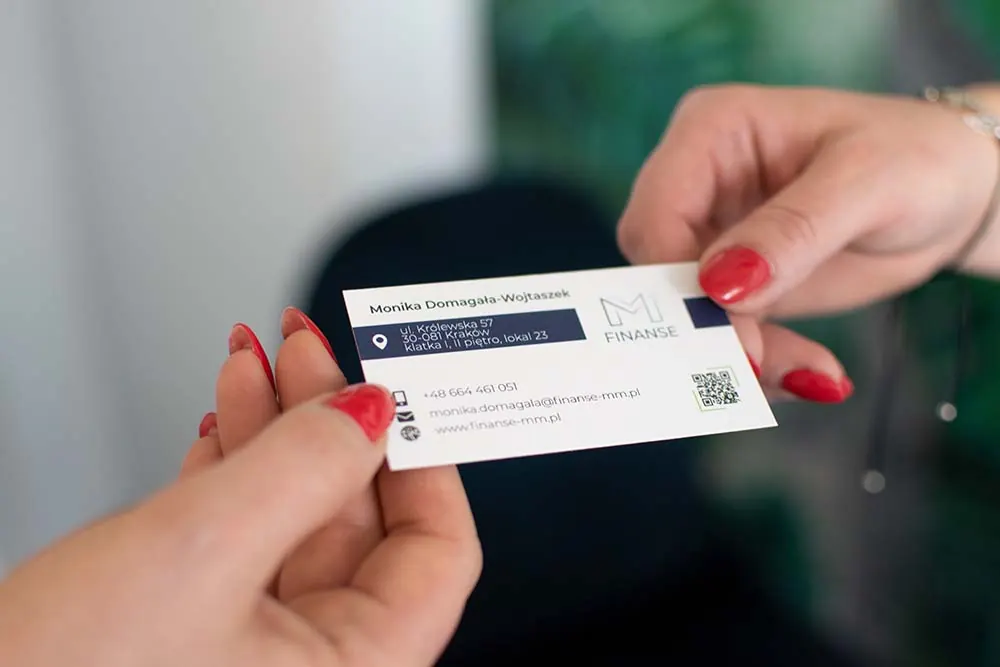 Monika Domagała-Wojtaszek
ul. Królewska 57
30-081 Kraków
klatka I, II piętro, lokal 23
MM
FINANSE
+48 664 461 051
monika.domagala@finanse-mm.pl
www.finanse-mm.pl